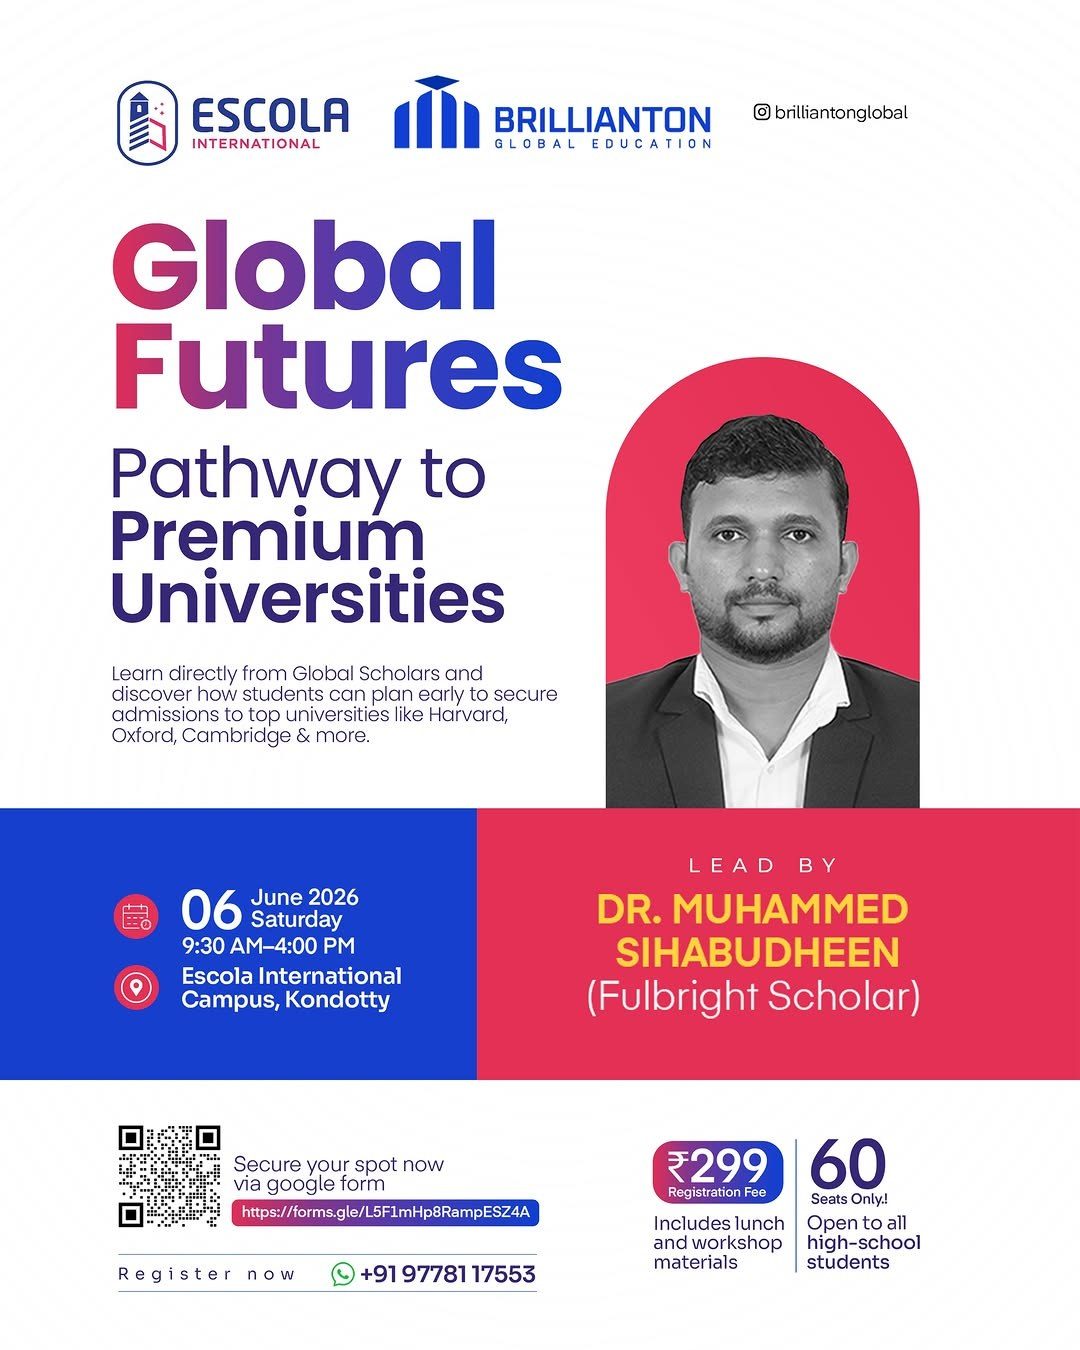 ESCOLA
INTERNATIONAL
BRILLIANTON
GLOBAL EDUCATION
brilliantonglobal
Global
Futures
Pathway to
Premium
Universities
Learn directly from Global Scholars and
discover how students can plan early to secure
admissions to top universities like Harvard,
Oxford, Cambridge & more.
06
June 2026
Saturday
9:30 AM–4:00 PM
Escola International
Campus, Kondotty
LEAD BY
DR. MUHAMMED
SIHABUDHEEN
(Fulbright Scholar)
Secure your spot now
via google form
https://forms.gle/L5F1mHp8RampESZ4A
Register now
+91 97781 17553
₹299
Registration Fee
Includes lunch
and workshop
materials
60
Seats Only.!
Open to all
high-school
students